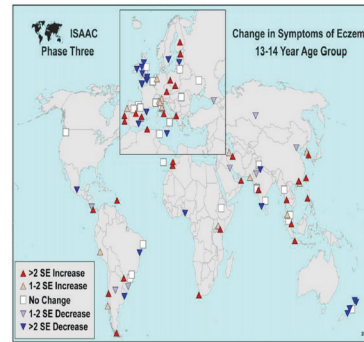 ISAAC
Phase Three
Change in Symptoms of Eczem
13-14 Year Age Group
>2 SE Increase
1-2 SE Increase
No Change
1-2 SE Decrease
>2 SE Decrease